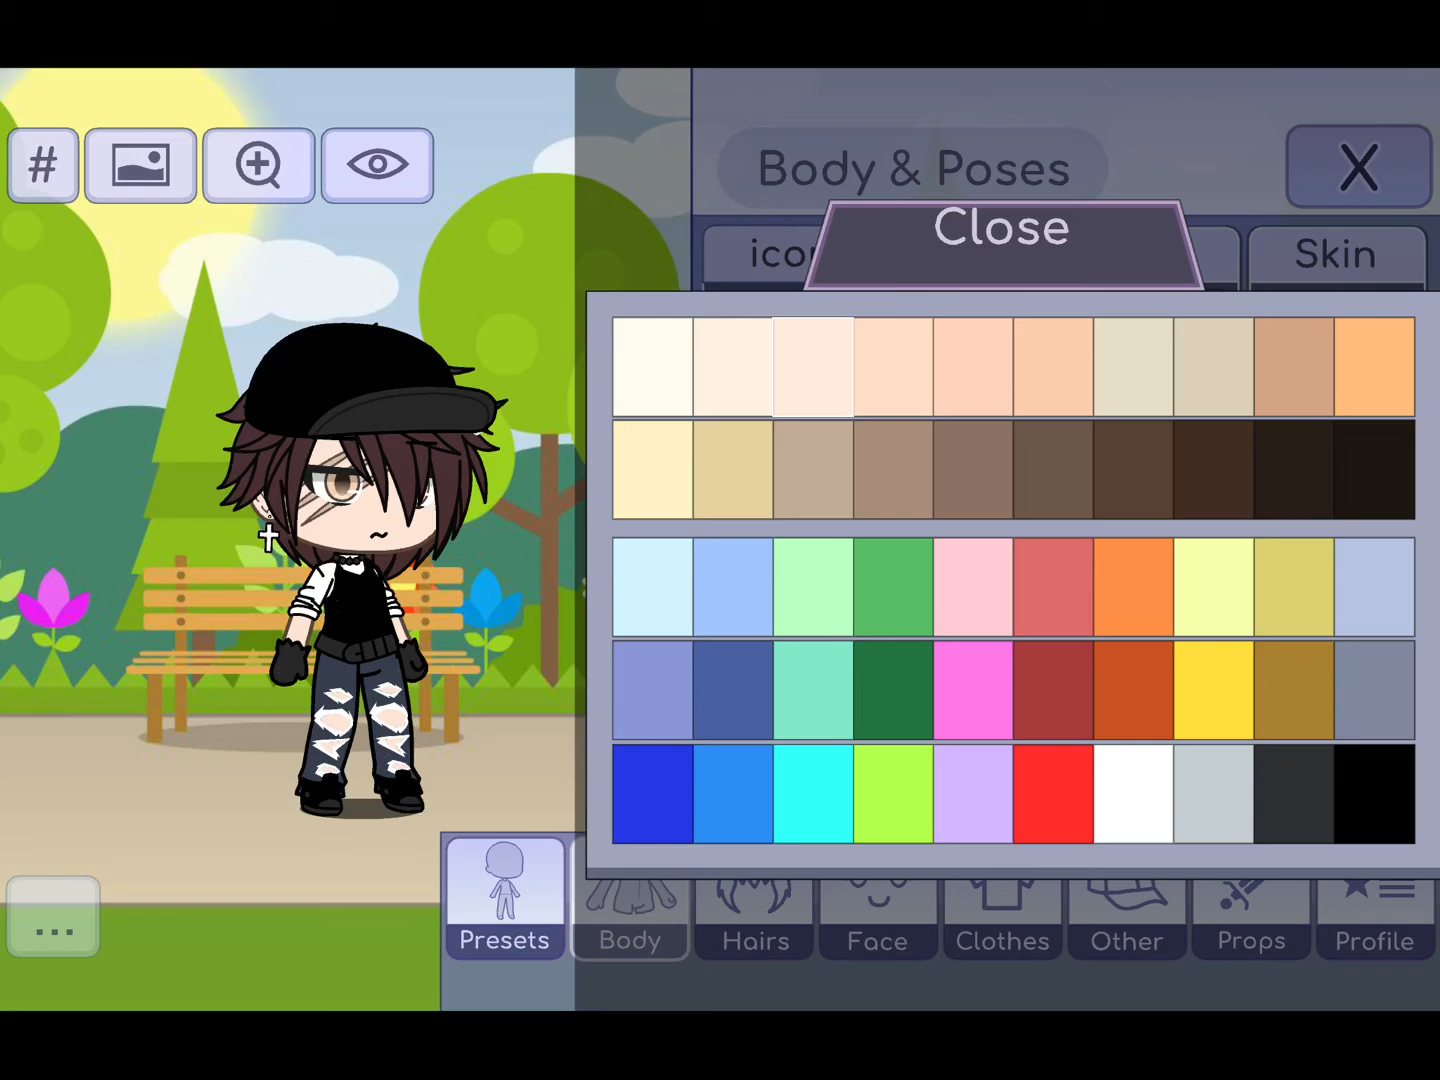 #
Body & Poses
X
Close
Skin
...
Presets
Body
Hairs
Face
Clothes
Other
Props
Profile